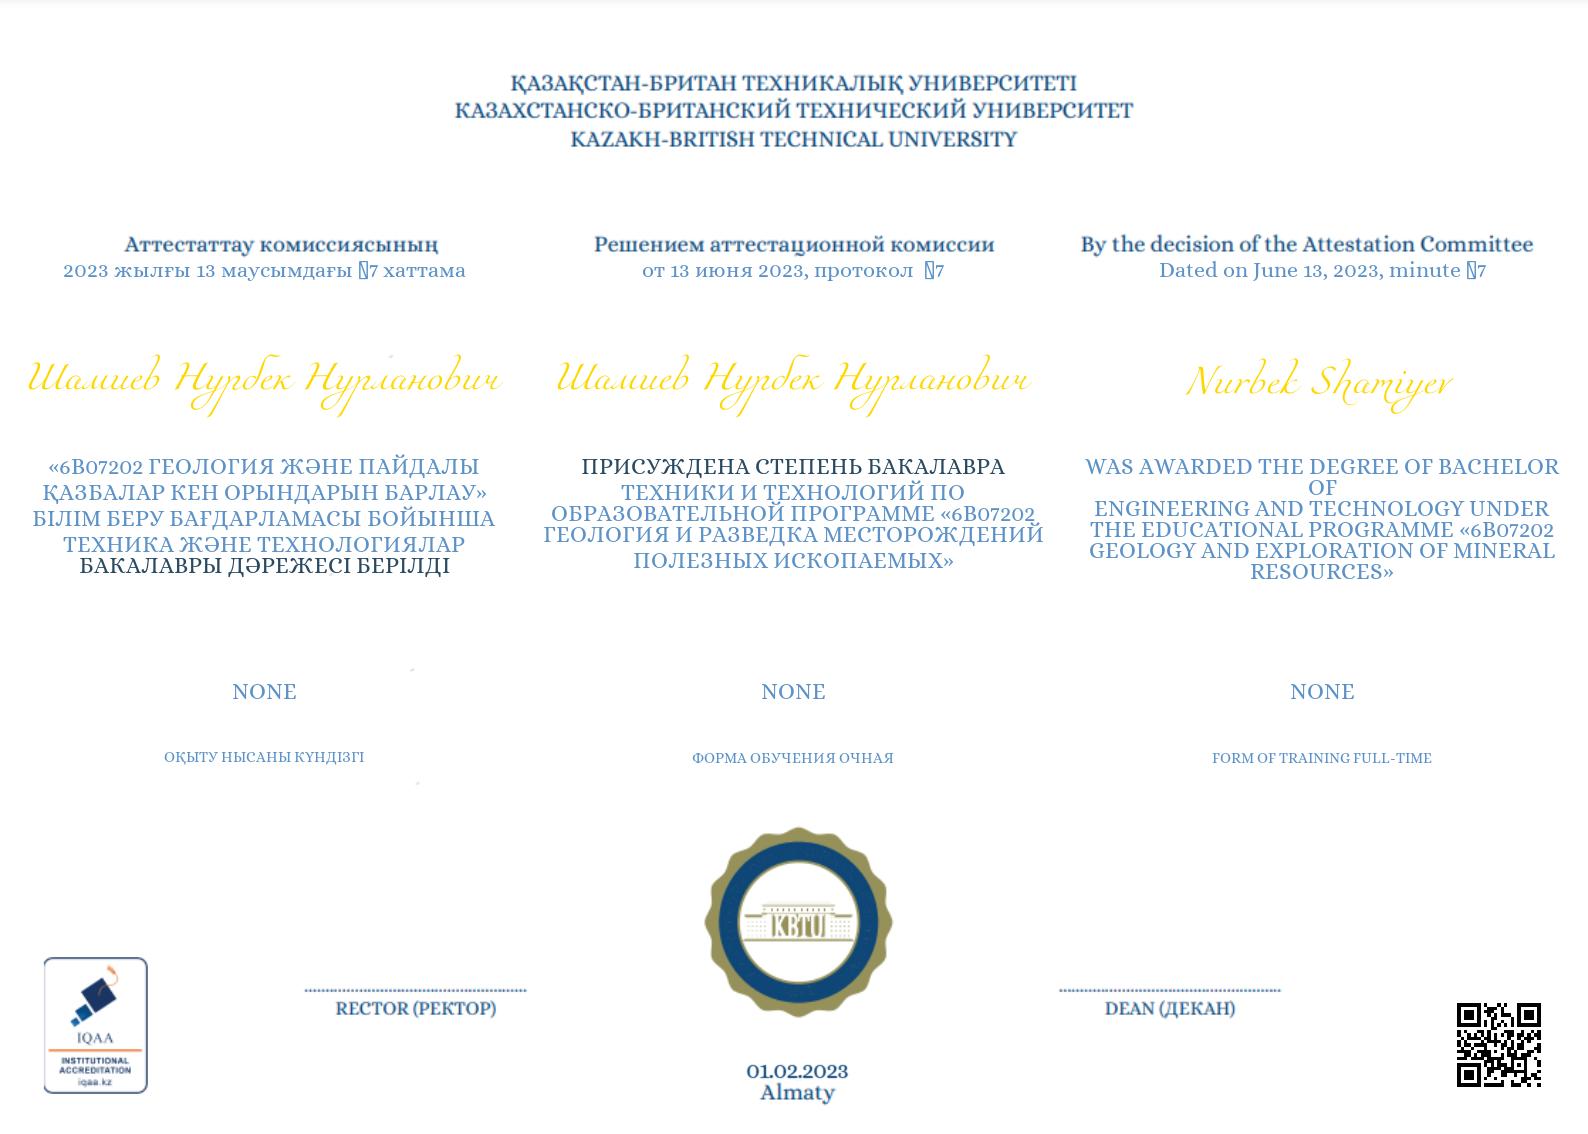 ҚАЗАҚСТАН-БРИТАН ТЕХНИКАЛЫҚ УНИВЕРСИТЕТІ
КАЗАХСТАНСКО-БРИТАНСКИЙ ТЕХНИЧЕСКИЙ УНИВЕРСИТЕТ
KAZAKH-BRITISH TECHNICAL UNIVERSITY
Аттестаттау комиссиясының
2023 жылғы 13 маусымдағы 7 хаттама
Шамиев Нурбек Нурланович
«6B07202 ГЕОЛОГИЯ ЖӘНЕ ПАЙДАЛЫ
ҚАЗБАЛАР КЕН ОРЫНДАРЫН БАРЛАУ»
БІЛІМ БЕРУ БАҒДАРЛАМАСЫ БОЙЫНША
ТЕХНИКА ЖӘНЕ ТЕХНОЛОГИЯЛАР
БАКАЛАВРЫ ДӘРЕЖЕСІ БЕРІЛДІ
NONE
ОҚЫТУ НЫСАНЫ КҮНДІЗГІ
Решением аттестационной комиссии
от 13 июня 2023, протокол 7
Шамиев Нурбек Нурланович
ПРИСУЖДЕНА СТЕПЕНЬ БАКАЛАВРА
ТЕХНИКИ И ТЕХНОЛОГИЙ ПО
ОБРАЗОВАТЕЛЬНОЙ ПРОГРАММЕ «6B07202
ГЕОЛОГИЯ И РАЗВЕДКА МЕСТОРОЖДЕНИЙ
ПОЛЕЗНЫХ ИСКОПАЕМЫХ»
NONE
ФОРМА ОБУЧЕНИЯ ОЧНАЯ
By the decision of the Attestation Committee
Dated on June 13, 2023, minute 7
Nurbek Shamiyev
WAS AWARDED THE DEGREE OF BACHELOR
OF
ENGINEERING AND TECHNOLOGY UNDER
THE EDUCATIONAL PROGRAMME «6B07202
GEOLOGY AND EXPLORATION OF MINERAL
RESOURCES»
NONE
FORM OF TRAINING FULL-TIME
IQAA
INSTITUTIONAL
ACCREDITATION
iqaa.kz
RECTOR (РЕКТОР)
KBTU
DEAN (ДЕКАН)
01.02.2023
Almaty